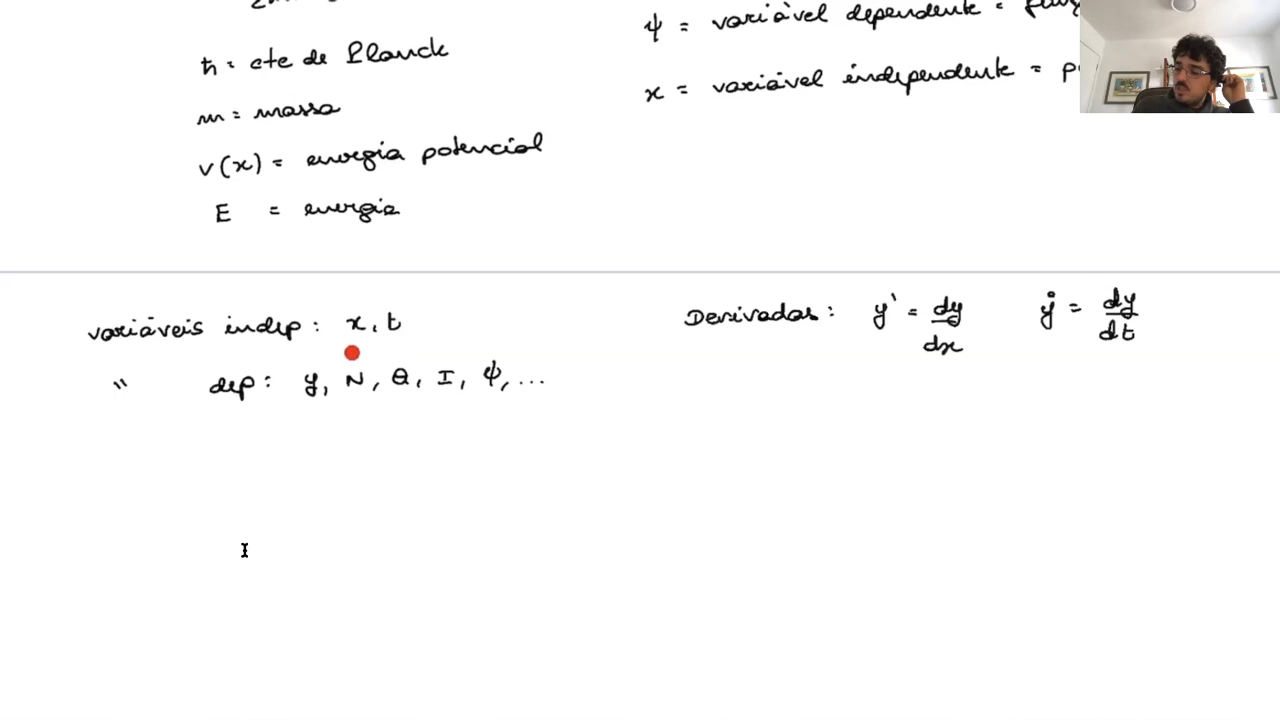 ħ = cte de Planck
m = massa
V(x) = energia potencial
E = energia
ψ = variável dependente =
x = variável independente =
variáveis indep: x, t
" dep: y, N, θ, I, ψ, ...
Derivadas: y' = dy/dx ẏ = dy/dt